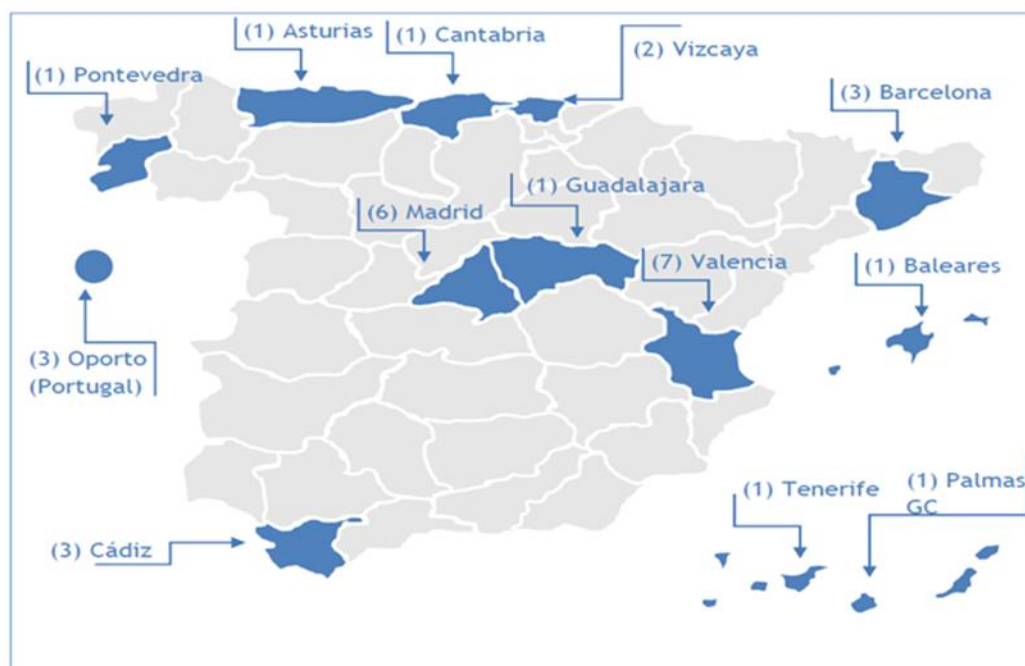 (1) Asturias
(1) Cantabria
(2) Vizcaya
(1) Pontevedra
(3) Barcelona
(1) Guadalajara
(6) Madrid
(7) Valencia
(1) Baleares
(3) Oporto
(Portugal)
(1) Tenerife
(1) Palmas
GC
(3) Cádiz